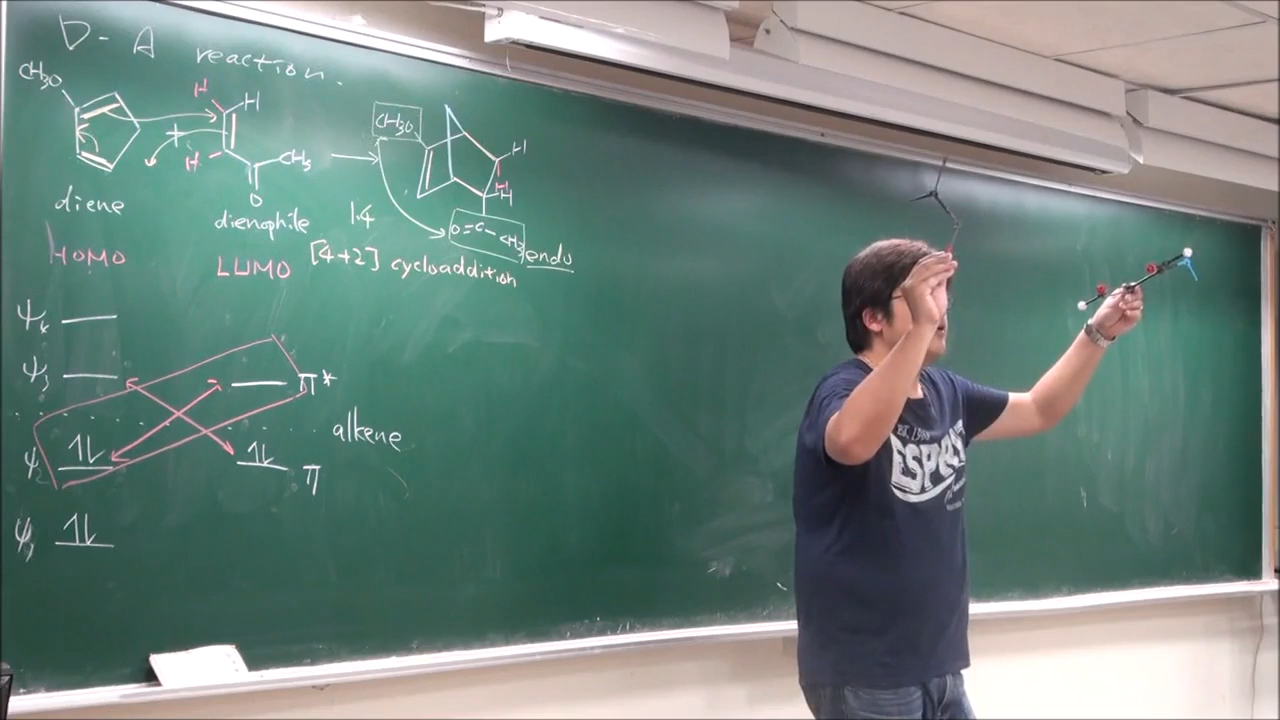 D-A reaction.
CH3O
H
H
H
CH3
O
CH3O
H
H
H
O=C-CH3
endo
diene
dienophile
1.4
HOMO
LUMO
[4+2] cycloaddition
ψ4
ψ3
π*
alkene
ψ2
π
ψ1